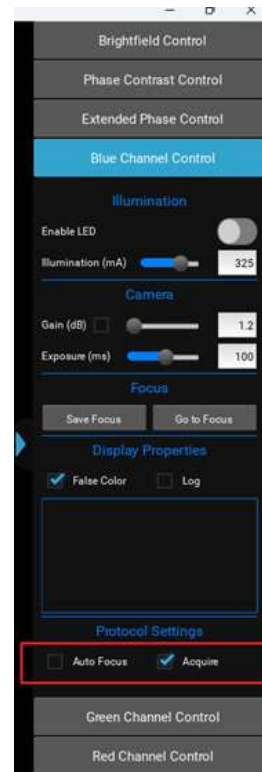 Brightfield Control
Phase Contrast Control
Extended Phase Control
Blue Channel Control
Illumination
Enable LED
Illumination (mA) 325
Camera
Gain (dB) 1.2
Exposure (ms) 100
Focus
Save Focus Go to Focus
Display Properties
False Color Log
Protocol Settings
Auto Focus Acquire
Green Channel Control
Red Channel Control